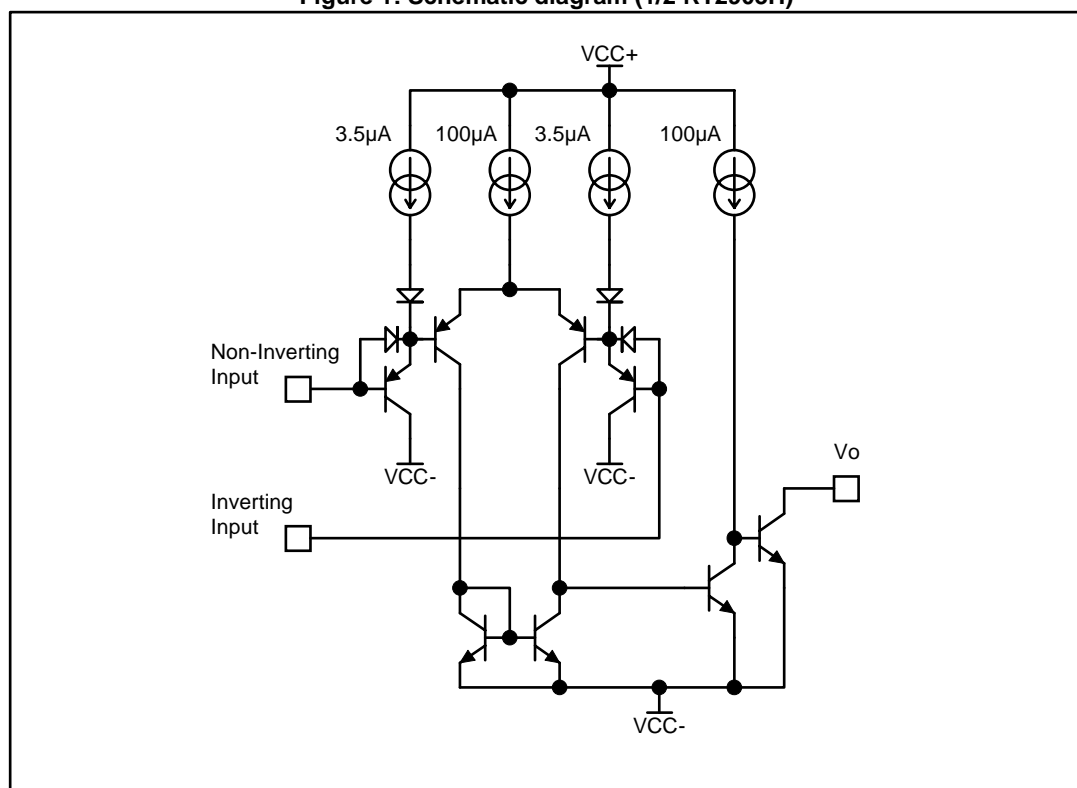 VCC+
3.5µA
100µA
3.5µA
100µA
Non-Inverting
Input
VCC-
VCC-
Vo
Inverting
Input
VCC-